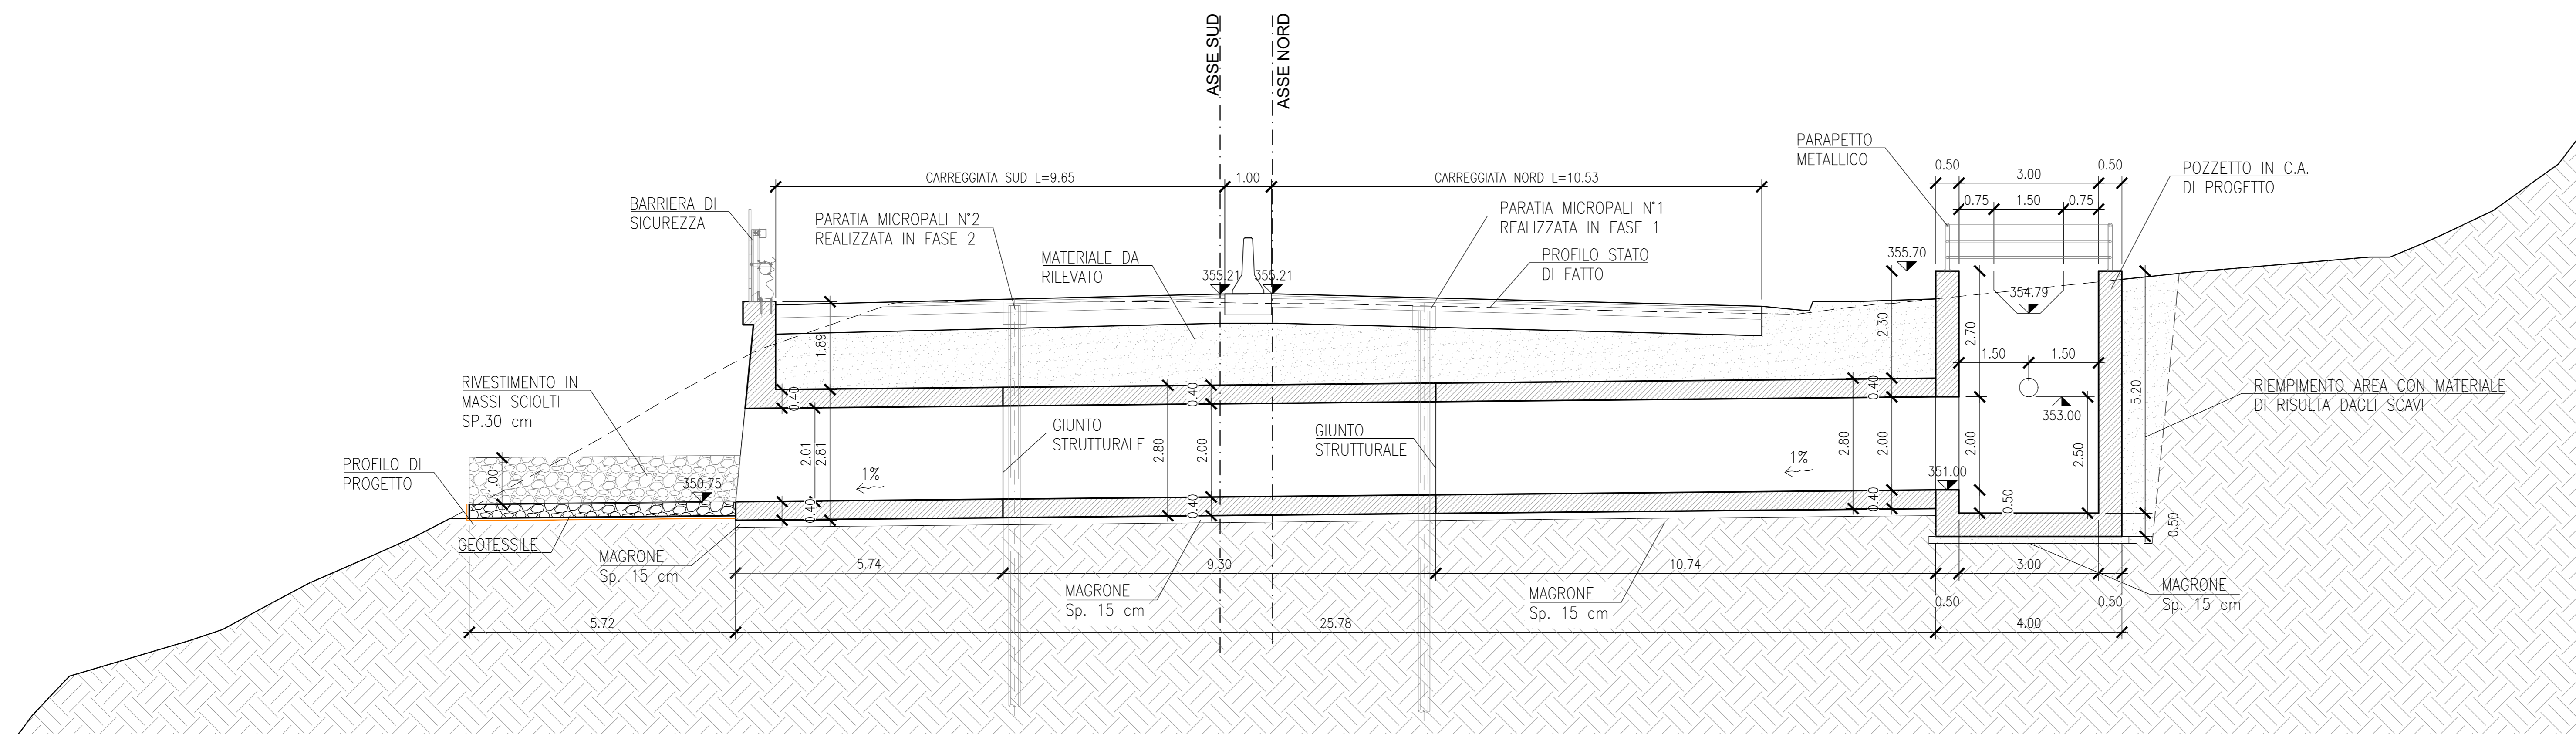 ASSE SUD
ASSE NORD
CARREGGIATA SUD L=9.65
1.00
CARREGGIATA NORD L=10.53
BARRIERA DI
SICUREZZA
PARATIA MICROPALI N°2
REALIZZATA IN FASE 2
MATERIALE DA
RILEVATO
355.21
355.21
PARATIA MICROPALI N°1
REALIZZATA IN FASE 1
PROFILO STATO
DI FATTO
PARAPETTO
METALLICO
0.50
3.00
0.50
0.75
1.50
0.75
POZZETTO IN C.A.
DI PROGETTO
355.70
354.79
2.30
2.70
1.50
1.50
353.00
5.20
RIEMPIMENTO AREA CON MATERIALE
DI RISULTA DAGLI SCAVI
1.89
0.40
0.40
0.40
RIVESTIMENTO IN
MASSI SCIOLTI
SP.30 cm
GIUNTO
STRUTTURALE
GIUNTO
STRUTTURALE
2.01
2.81
2.80
2.00
2.80
2.00
2.00
2.50
PROFILO DI
PROGETTO
1.00
350.75
1%
1%
351.00
0.40
0.40
0.40
0.50
0.50
GEOTESSILE
MAGRONE
Sp. 15 cm
MAGRONE
Sp. 15 cm
MAGRONE
Sp. 15 cm
MAGRONE
Sp. 15 cm
5.74
9.30
10.74
3.00
0.50
0.50
5.72
25.78
4.00